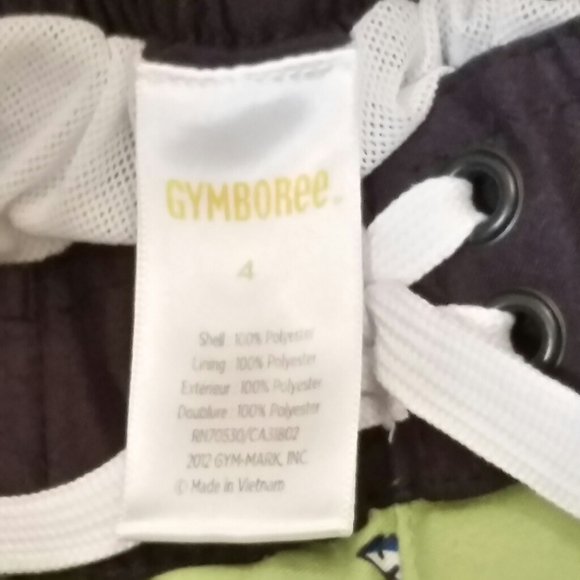 GYMBORee
4
Shell 100% Polyester
Lining 100% Polyester
Exterieur 100% Polyester
Doublure 100% Polyester
RN70530/CA31802
2012 GYM-MARK, INC.
© Made in Vietnam